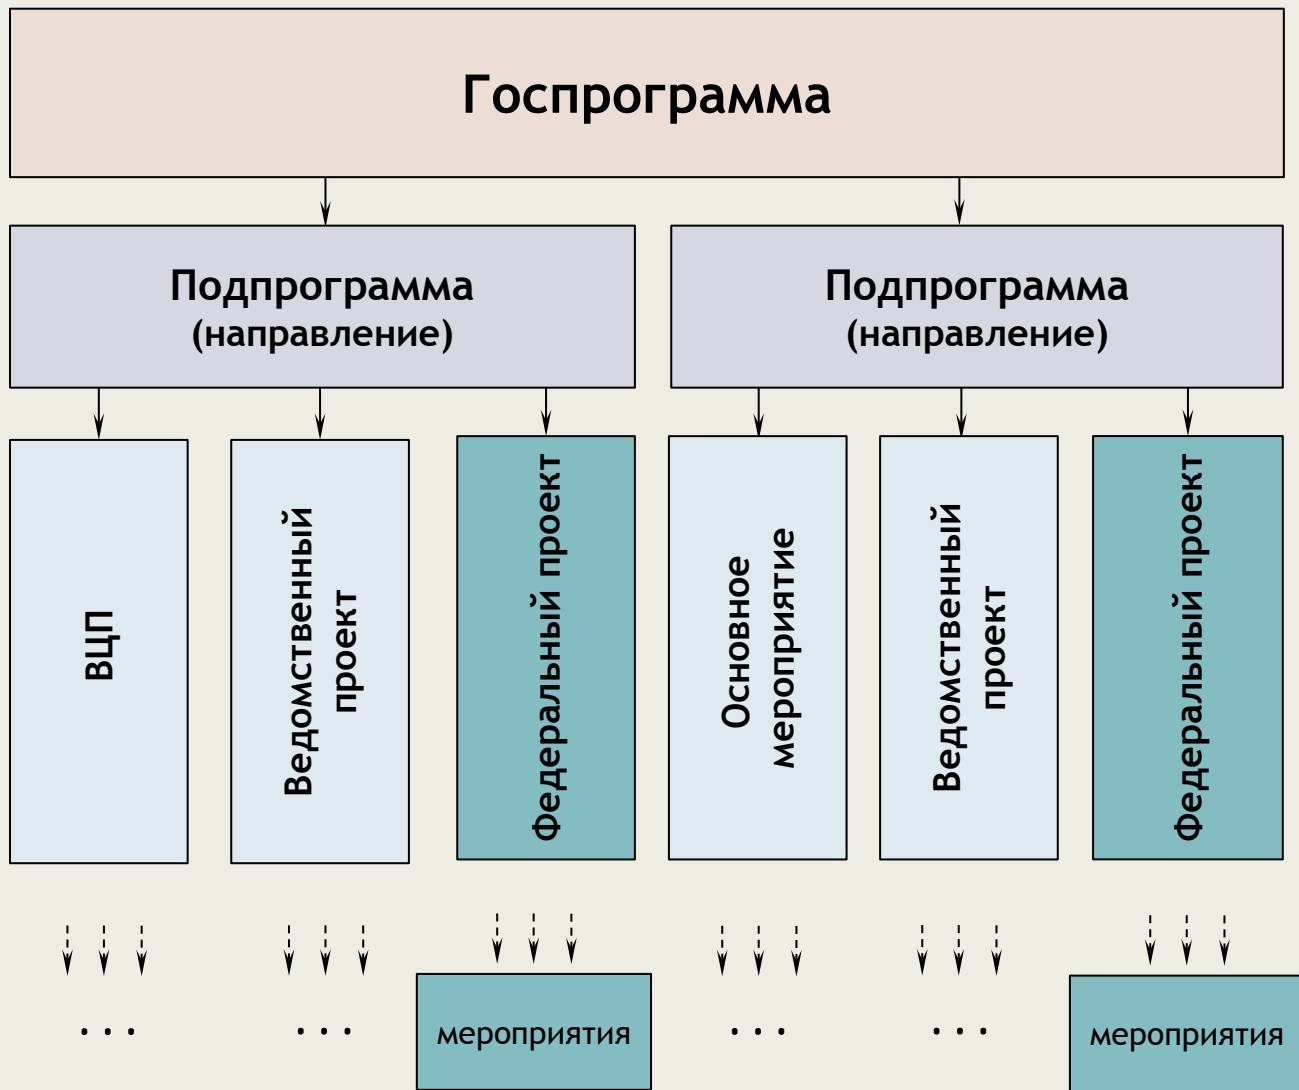 Госпрограмма
Подпрограмма
(направление)
Подпрограмма
(направление)
ВЦП
Ведомственный
проект
Федеральный проект
Основное
мероприятие
Ведомственный
проект
Федеральный проект
. . .
. . .
мероприятия
. . .
. . .
мероприятия